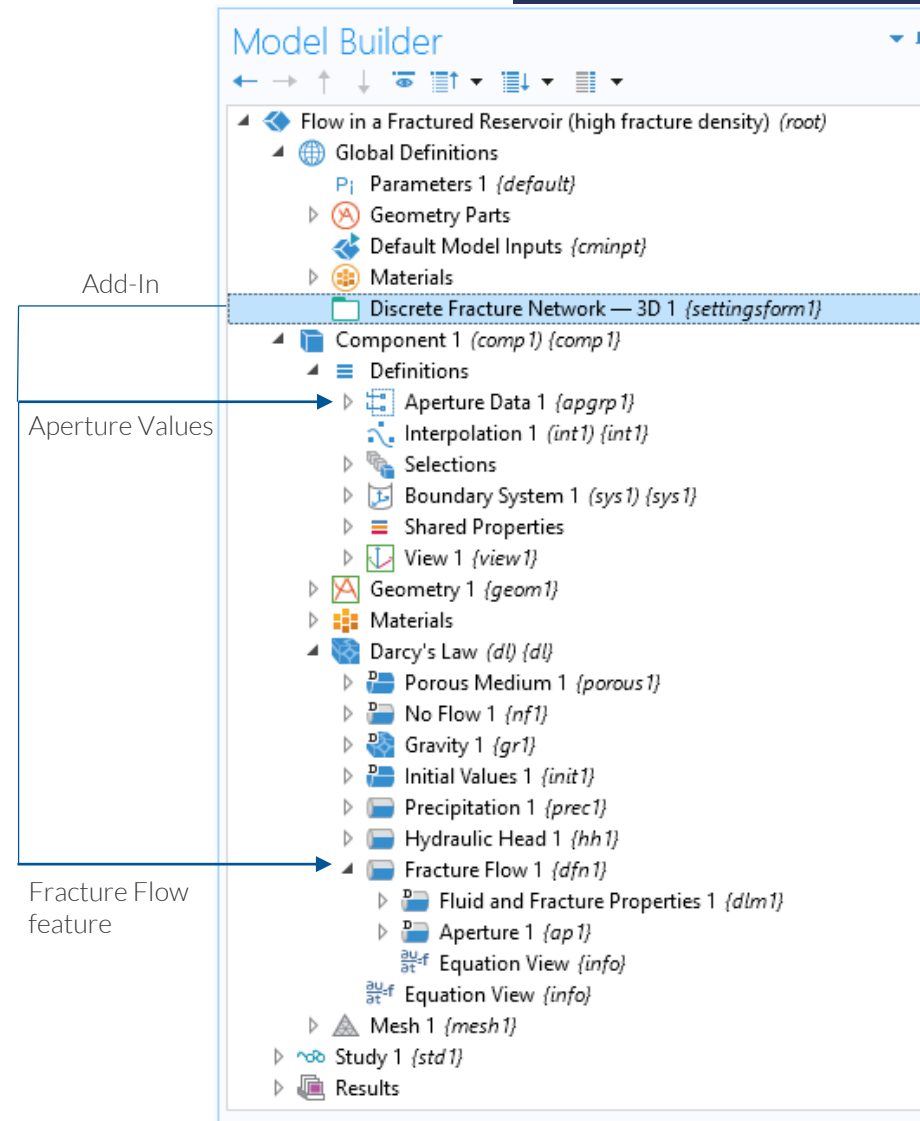 Model Builder
Flow in a Fractured Reservoir (high fracture density) (root)
Global Definitions
Pi Parameters 1 {default}
Geometry Parts
Default Model Inputs {cminpt}
Add-In
Materials
Discrete Fracture Network — 3D 1 {settingsform1}
Component 1 (comp1) {comp1}
Definitions
Aperture Data 1 {apgrp1}
Aperture Values
Interpolation 1 (int1) {int1}
Selections
Boundary System 1 (sys1) {sys1}
Shared Properties
View 1 {view1}
Geometry 1 {geom1}
Materials
Darcy's Law (dl) {dl}
D Porous Medium 1 {porous1}
D No Flow 1 {nf1}
D Gravity 1 {gr1}
D Initial Values 1 {init1}
Precipitation 1 {prec1}
Hydraulic Head 1 {hh1}
Fracture Flow 1 {dfn1}
Fracture Flow
feature
D Fluid and Fracture Properties 1 {dlm1}
D Aperture 1 {ap1}
∂u/∂t=f Equation View {info}
∂u/∂t=f Equation View {info}
Mesh 1 {mesh1}
Study 1 {std1}
Results